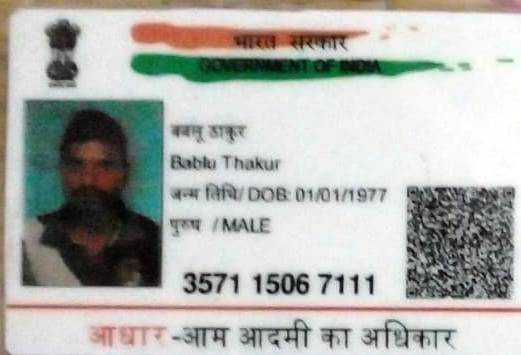 भारत सरकार
GOVERNMENT OF INDIA
बबलू ठाकुर
Bablu Thakur
जन्म तिथि/ DOB: 01/01/1977
पुरुष / MALE
3571 1506 7111
आधार-आम आदमी का अधिकार